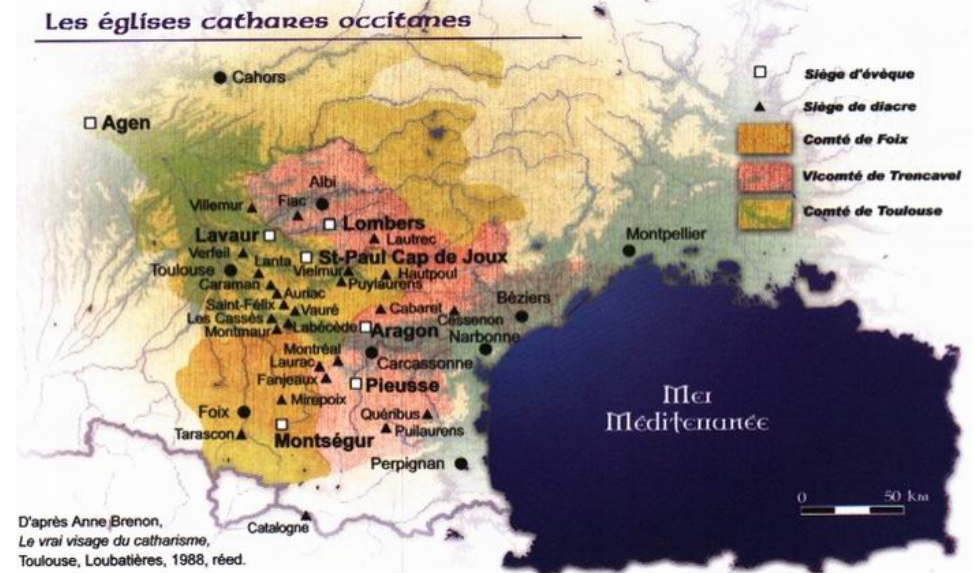 Les églises cathares occitanes
Cahors
Agen
Siège d'évèque
Siège de diacre
Comté de Foix
Vicomté de Trencavel
Comté de Toulouse
Albi
Villemur
Fiac
Lombers
Lavaur
Lautrec
Montpellier
Verfeil
Lanta
St-Paul Cap de Joux
Toulouse
Vielmur
Hautpoul
Caraman
Puylaurens
Auriac
Saint-Félix
Vauré
Cabaret
Béziers
Les Cassès
Cessenon
Montmaur
Labécède
Aragon
Narbonne
Montréal
Laurac
Carcassonne
Fanjeaux
Pieusse
Mirepoix
Foix
Quéribus
Tarascon
Montségur
Puilaurens
Perpignan
Mer
Méditerranée
0 50 km
Catalogne
D'après Anne Brenon,
Le vrai visage du catharisme,
Toulouse, Loubatières, 1988, réed.